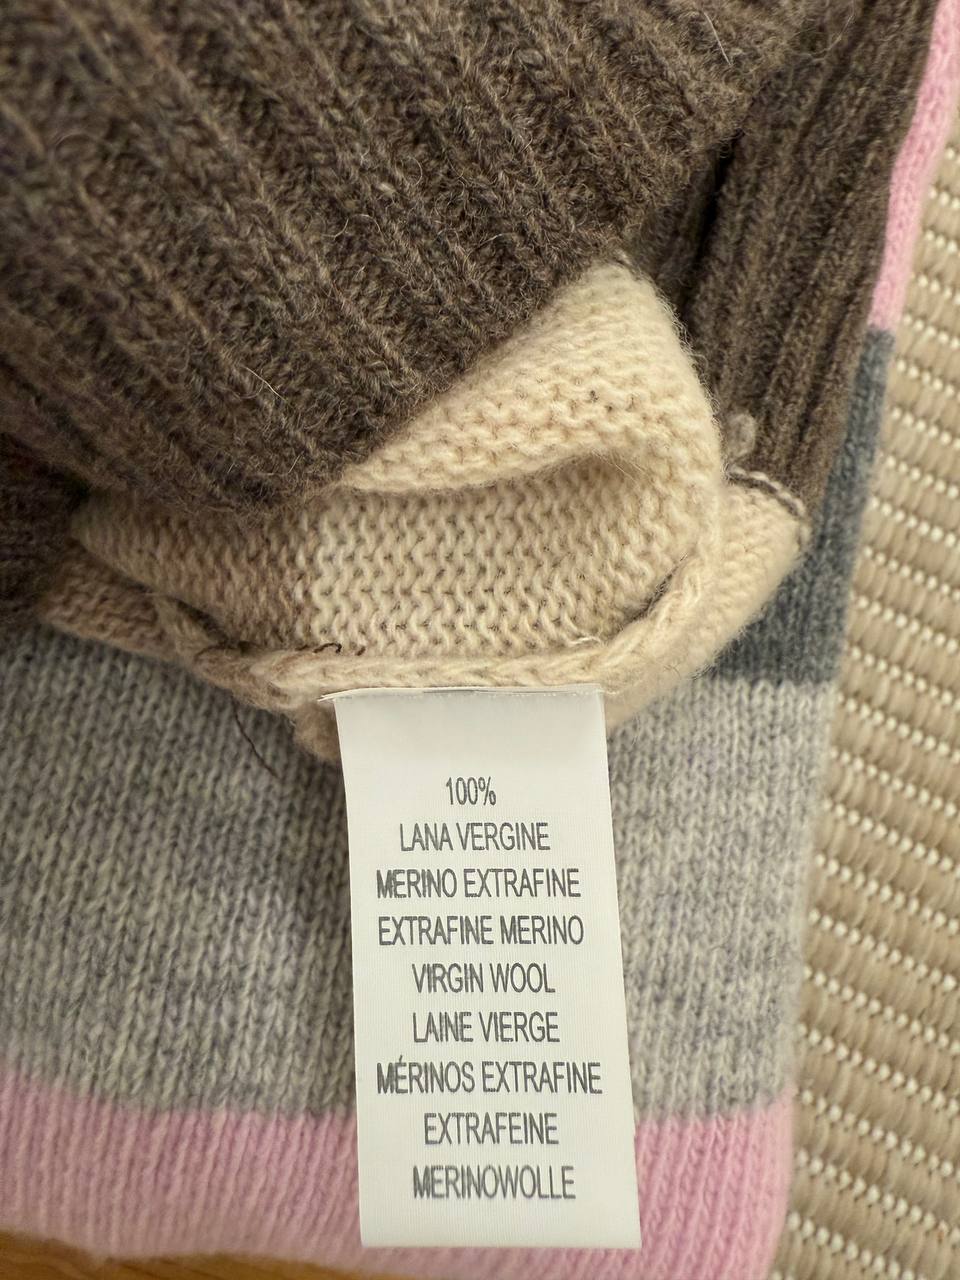 100%
LANA VERGINE
MERINO EXTRAFINE
EXTRAFINE MERINO
VIRGIN WOOL
LAINE VIERGE
MÉRINOS EXTRAFINE
EXTRAFEINE
MERINOWOLLE